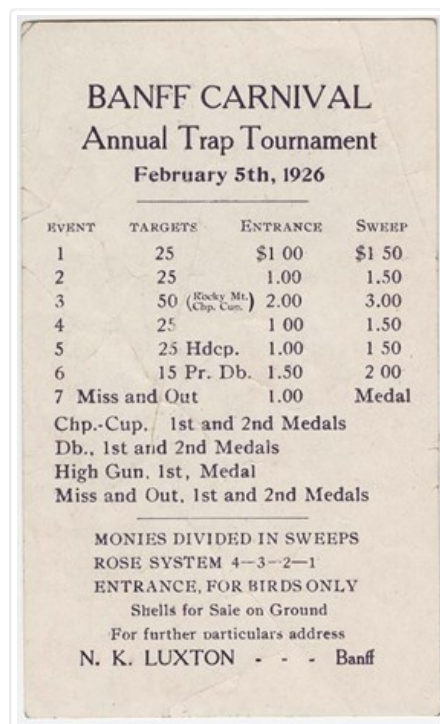 BANFF CARNIVAL
Annual Trap Tournament
February 5th, 1926
EVENT TARGETS ENTRANCE SWEEP
1 25 $1 00 $1 50
2 25 1.00 1.50
3 50 (Rocky Mt. Chp. Cup.) 2.00 3.00
4 25 1 00 1.50
5 25 Hdcp. 1.00 1 50
6 15 Pr. Db. 1.50 2 00
7 Miss and Out 1.00 Medal
Chp.-Cup. 1st and 2nd Medals
Db., 1st and 2nd Medals
High Gun, 1st, Medal
Miss and Out, 1st and 2nd Medals
MONIES DIVIDED IN SWEEPS
ROSE SYSTEM 4—3—2—1
ENTRANCE, FOR BIRDS ONLY
Shells for Sale on Ground
For further particulars address
N. K. LUXTON - - - Banff